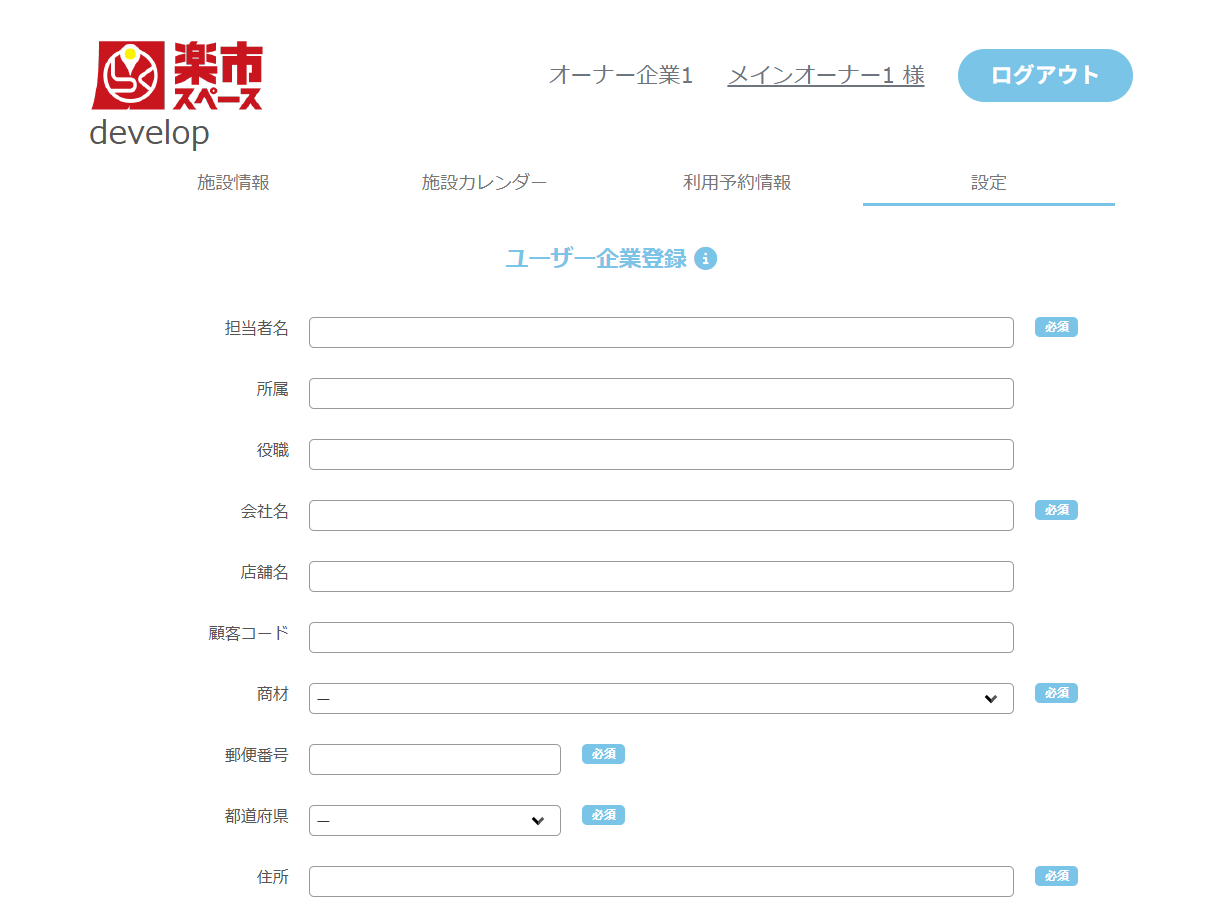 楽市
スペース
develop
オーナー企業1 メインオーナー1 様 ログアウト
施設情報 施設カレンダー 利用予約情報 設定
ユーザー企業登録 i
担当者名 必須
所属
役職
会社名 必須
店舗名
顧客コード
商材 — 必須
郵便番号 必須
都道府県 — 必須
住所 必須